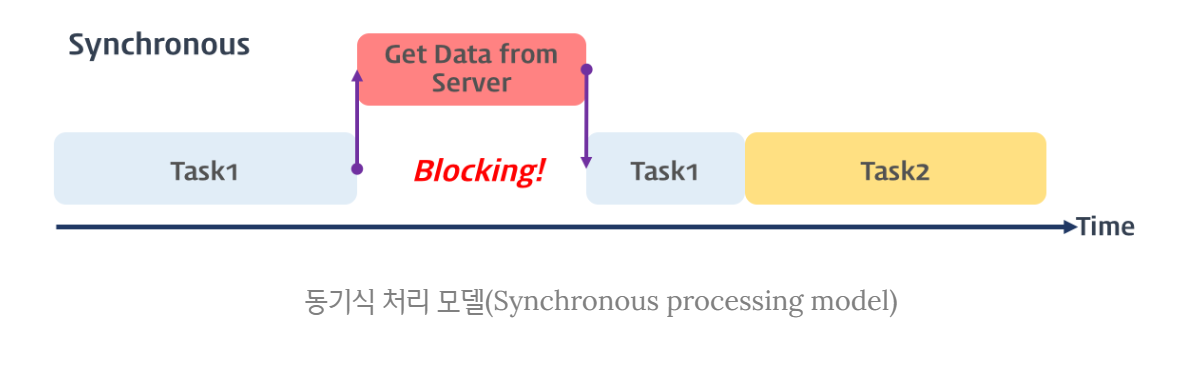 Synchronous
Get Data from
Server
Task1
Blocking!
Task1
Task2
Time
동기식 처리 모델(Synchronous processing model)